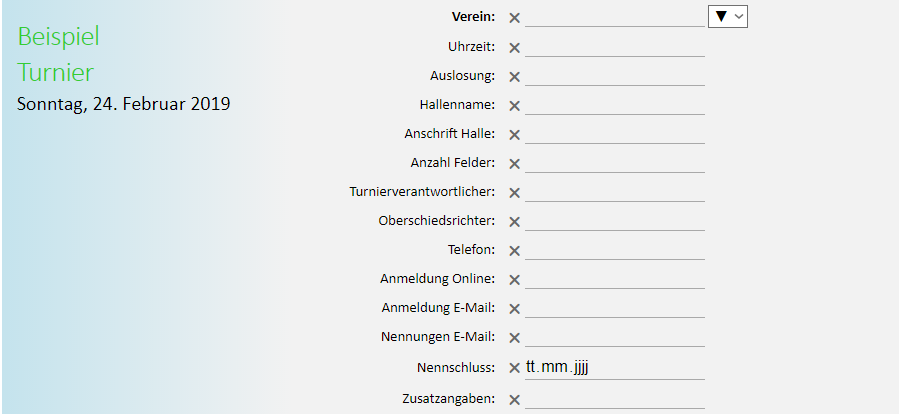 Beispiel
Turnier
Sonntag, 24. Februar 2019
Verein:
Uhrzeit:
Auslosung:
Hallenname:
Anschrift Halle:
Anzahl Felder:
Turnierverantwortlicher:
Oberschiedsrichter:
Telefon:
Anmeldung Online:
Anmeldung E-Mail:
Nennungen E-Mail:
Nennschluss: tt.mm.jjjj
Zusatzangaben: